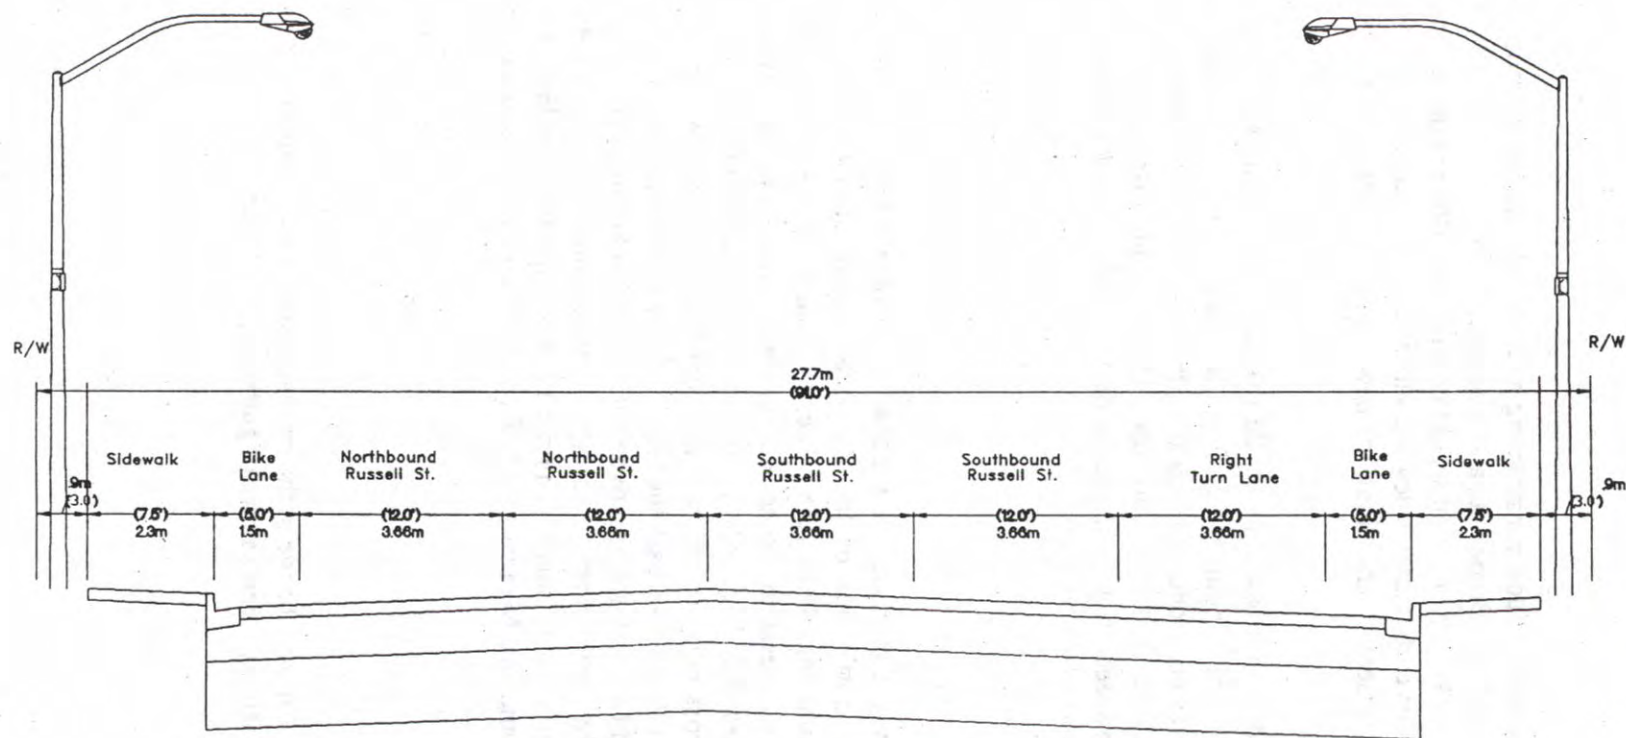 R/W
R/W
27.7m
(91.0')
Sidewalk
Bike
Lane
Northbound
Russell St.
Northbound
Russell St.
Southbound
Russell St.
Southbound
Russell St.
Right
Turn Lane
Bike
Lane
Sidewalk
.9m
(3.0')
(7.5')
2.3m
(5.0')
1.5m
(12.0')
3.66m
(12.0')
3.66m
(12.0')
3.66m
(12.0')
3.66m
(12.0')
3.66m
(5.0')
1.5m
(7.5')
2.3m
.9m
(3.0')